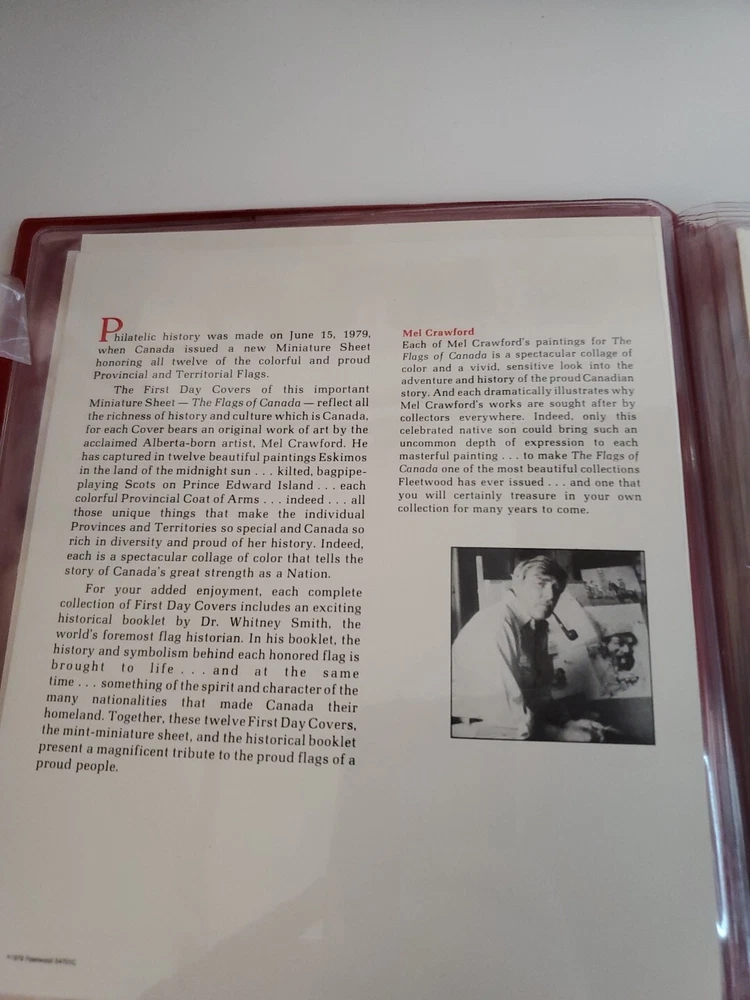 Philatelic history was made on June 15, 1979,
when Canada issued a new Miniature Sheet
honoring all twelve of the colorful and proud
Provincial and Territorial Flags.
The First Day Covers of this important
Miniature Sheet — The Flags of Canada — reflect all
the richness of history and culture which is Canada,
for each Cover bears an original work of art by the
acclaimed Alberta-born artist, Mel Crawford. He
has captured in twelve beautiful paintings Eskimos
in the land of the midnight sun . . . kilted, bagpipe-
playing Scots on Prince Edward Island . . . each
colorful Provincial Coat of Arms . . . indeed . . . all
those unique things that make the individual
Provinces and Territories so special and Canada so
rich in diversity and proud of her history. Indeed,
each is a spectacular collage of color that tells the
story of Canada's great strength as a Nation.
For your added enjoyment, each complete
collection of First Day Covers includes an exciting
historical booklet by Dr. Whitney Smith, the
world's foremost flag historian. In his booklet, the
history and symbolism behind each honored flag is
brought to life . . . and at the same
time . . . something of the spirit and character of the
many nationalities that made Canada their
homeland. Together, these twelve First Day Covers,
the mint-miniature sheet, and the historical booklet
present a magnificent tribute to the proud flags of a
proud people.
Mel Crawford
Each of Mel Crawford's paintings for The
Flags of Canada is a spectacular collage of
color and a vivid, sensitive look into the
adventure and history of the proud Canadian
story. And each dramatically illustrates why
Mel Crawford's works are sought after by
collectors everywhere. Indeed, only this
celebrated native son could bring such an
uncommon depth of expression to each
masterful painting . . . to make The Flags of
Canada one of the most beautiful collections
Fleetwood has ever issued . . . and one that
you will certainly treasure in your own
collection for many years to come.
©1979 Fleetwood